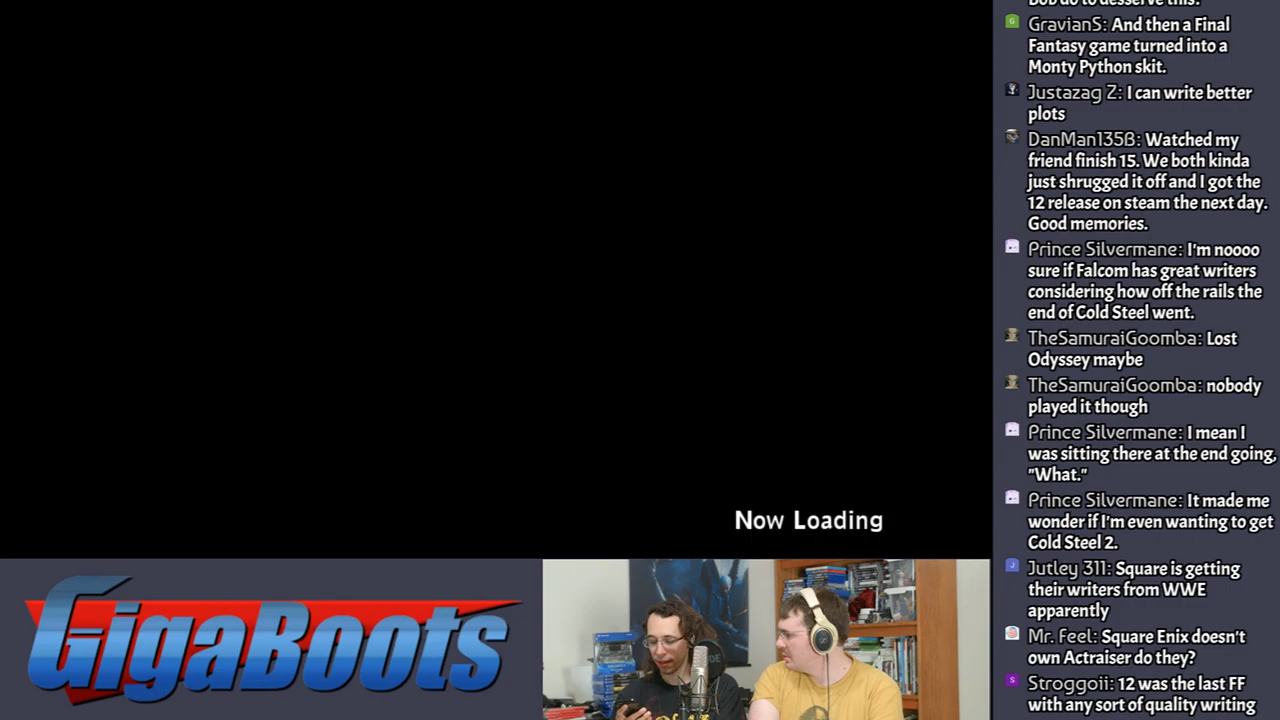 Bob do to deserve this?
GravianS: And then a Final
Fantasy game turned into a
Monty Python skit.
Justazag Z: I can write better
plots
DanMan135B: Watched my
friend finish 15. We both kinda
just shrugged it off and I got the
12 release on steam the next day.
Good memories.
Prince Silvermane: I'm noooo
sure if Falcom has great writers
considering how off the rails the
end of Cold Steel went.
TheSamuraiGoomba: Lost
Odyssey maybe
TheSamuraiGoomba: nobody
played it though
Prince Silvermane: I mean I
was sitting there at the end going,
"What."
Prince Silvermane: It made me
wonder if I'm even wanting to get
Cold Steel 2.
Jutley 311: Square is getting
their writers from WWE
apparently
Mr. Feel: Square Enix doesn't
own Actraiser do they?
Stroggoii: 12 was the last FF
with any sort of quality writing
Now Loading
GigaBoots